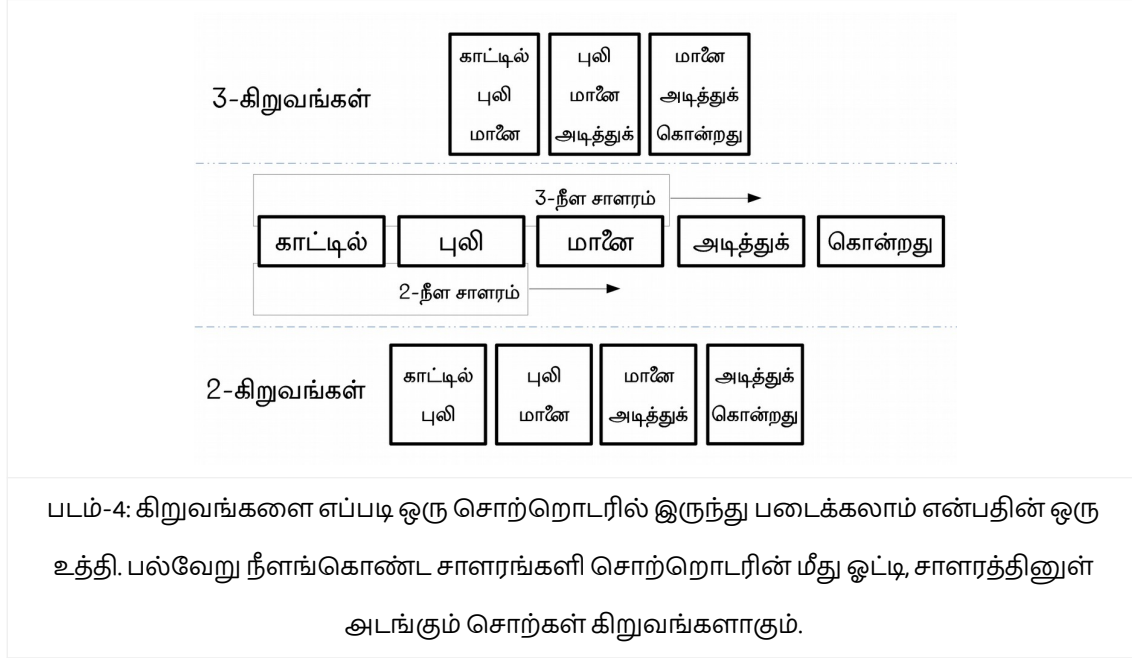 காட்டில் புலி மானை
3-கிறுவங்கள் புலி மானை அடித்துக்
மானை அடித்துக் கொன்றது
3-நீள சாளரம்
காட்டில் புலி மானை அடித்துக் கொன்றது
2-நீள சாளரம்
காட்டில் புலி மானை அடித்துக்
2-கிறுவங்கள்
புலி மானை அடித்துக் கொன்றது
படம்-4: கிறுவங்களை எப்படி ஒரு சொற்றொடரில் இருந்து படைக்கலாம் என்பதின் ஒரு
உத்தி. பல்வேறு நீளங்கொண்ட சாளரங்களி சொற்றொடரின் மீது ஓட்டி, சாளரத்தினுள்
அடங்கும் சொற்கள் கிறுவங்களாகும்.